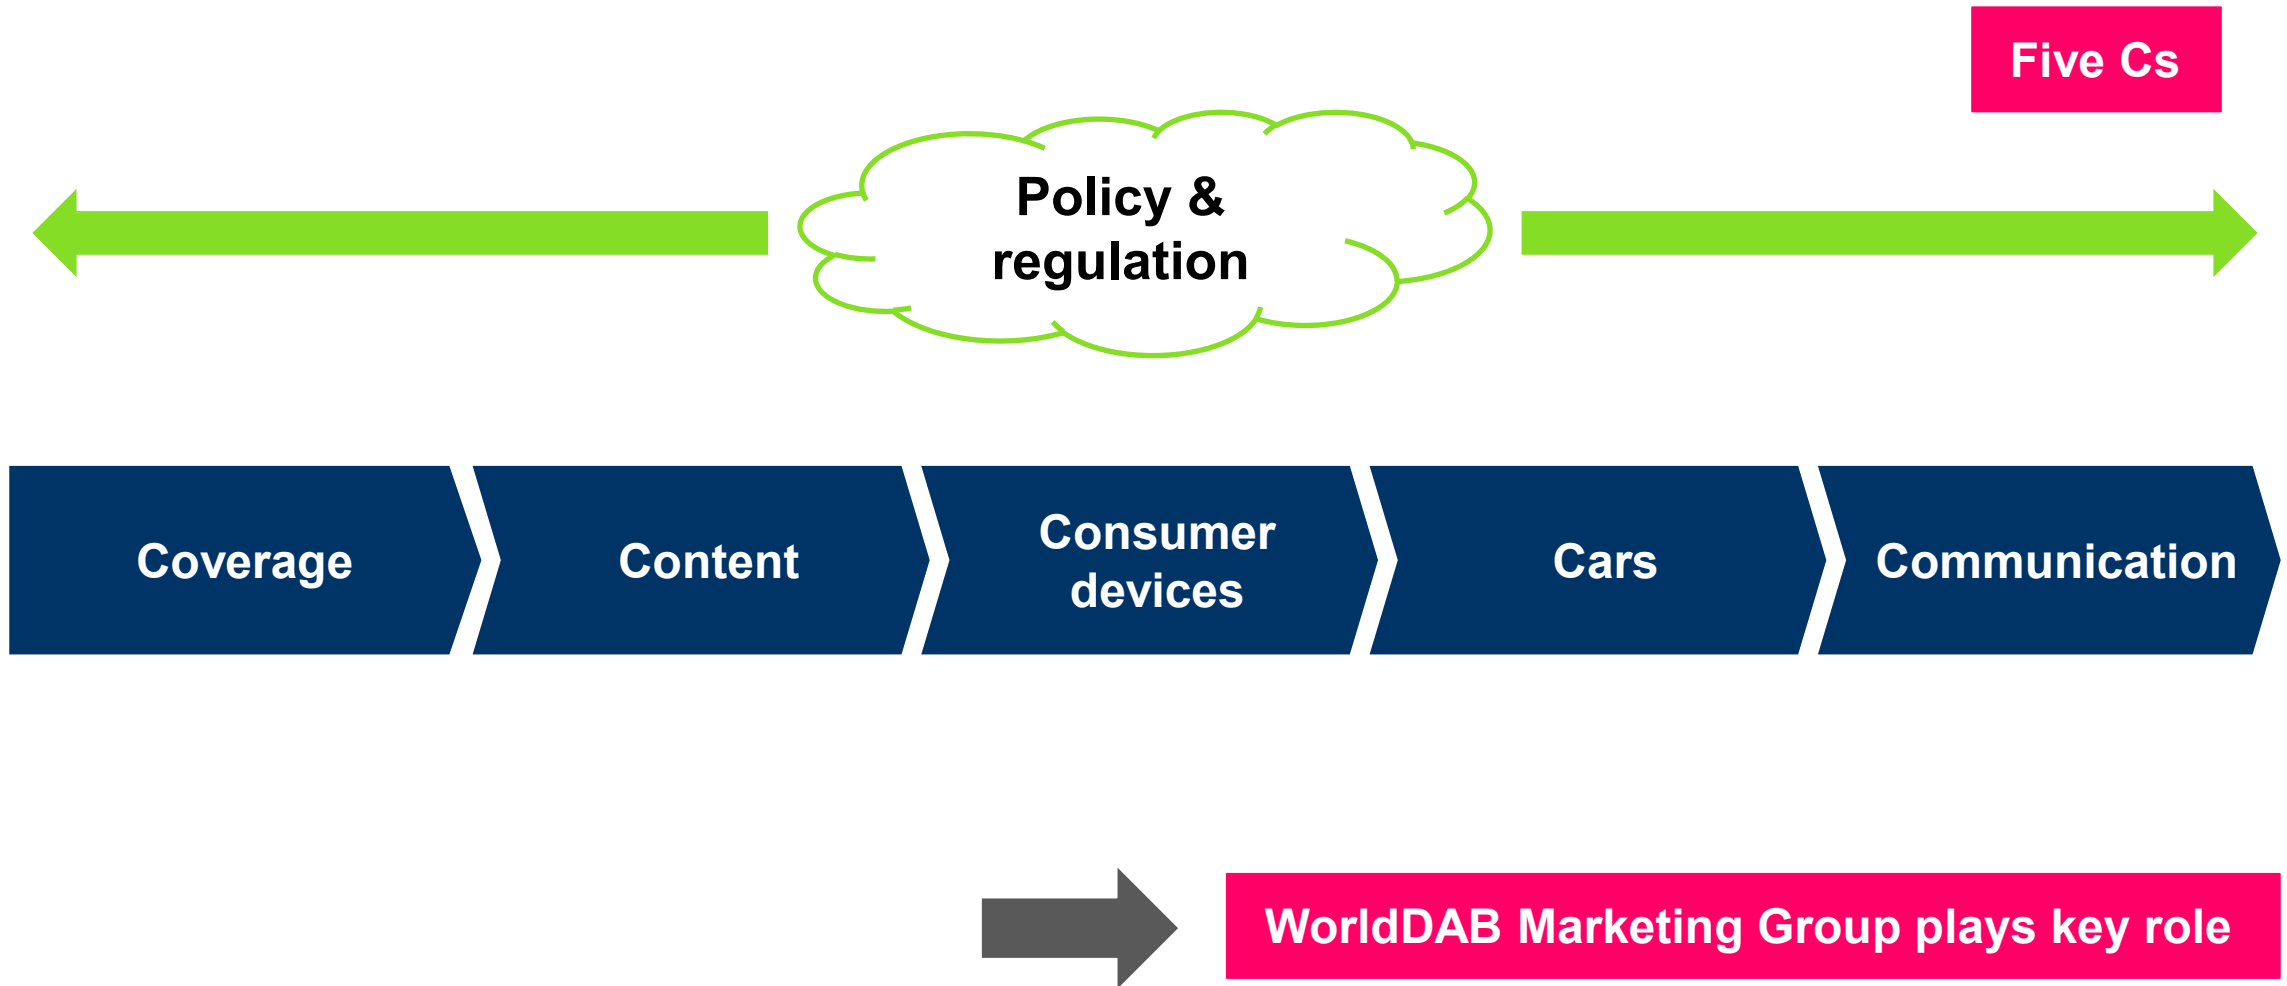 Five Cs
Policy &
regulation
Coverage
Content
Consumer
devices
Cars
Communication
WorldDAB Marketing Group plays key role